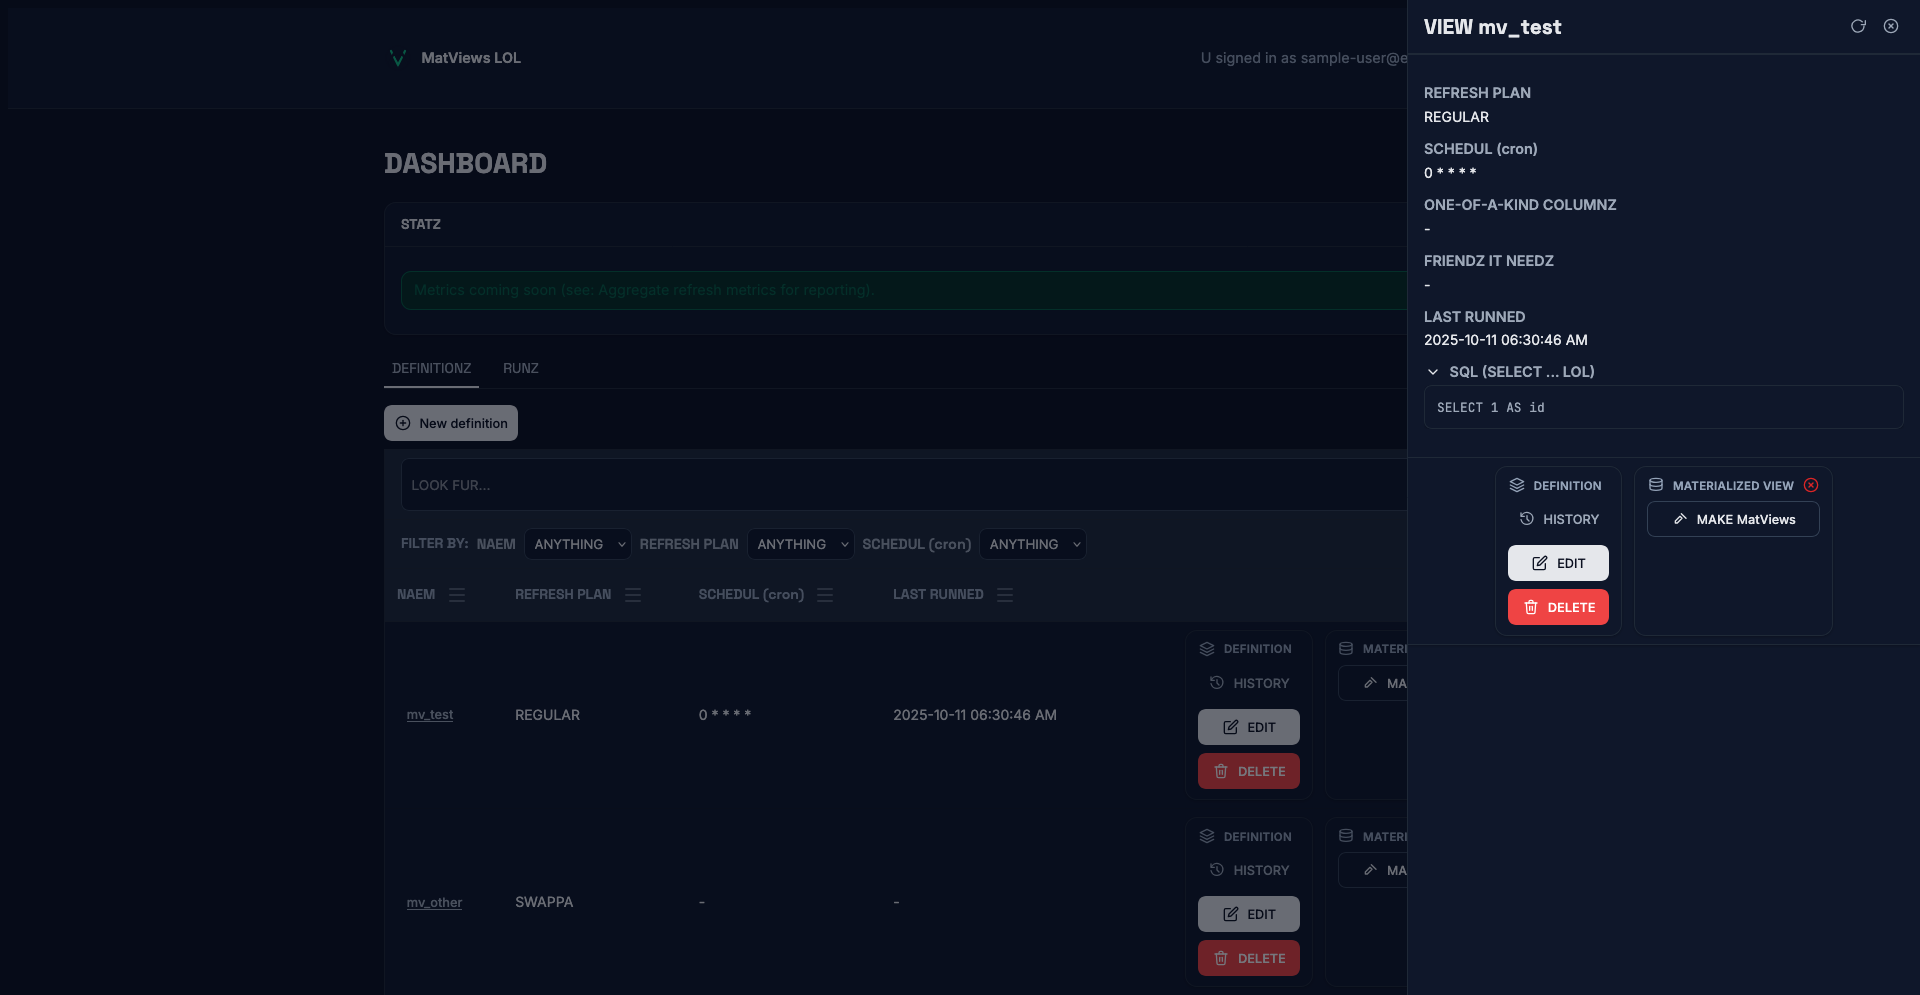 MatViews LOL
U signed in as sample-user@e
DASHBOARD
STATZ
Metrics coming soon (see: Aggregate refresh metrics for reporting).
DEFINITIONZ RUNZ
New definition
LOOK FUR...
FILTER BY: NAEM ANYTHING REFRESH PLAN ANYTHING SCHEDUL (cron) ANYTHING
NAEM REFRESH PLAN SCHEDUL (cron) LAST RUNNED
DEFINITION MATERI
HISTORY MA
mv_test REGULAR 0 * * * * 2025-10-11 06:30:46 AM
EDIT
DELETE
DEFINITION MATERI
HISTORY MA
mv_other SWAPPA - -
EDIT
DELETE
VIEW mv_test
REFRESH PLAN
REGULAR
SCHEDUL (cron)
0 * * * *
ONE-OF-A-KIND COLUMNZ
-
FRIENDZ IT NEEDZ
-
LAST RUNNED
2025-10-11 06:30:46 AM
SQL (SELECT ... LOL)
SELECT 1 AS id
DEFINITION MATERIALIZED VIEW
HISTORY MAKE MatViews
EDIT
DELETE